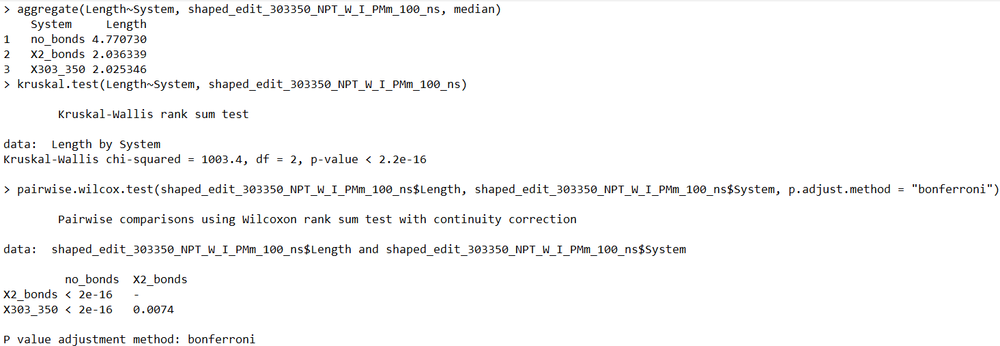 > aggregate(Length~System, shaped_edit_303350_NPT_W_I_PMm_100_ns, median)
    System     Length
1   no_bonds 4.770730
2   X2_bonds 2.036339
3   X303_350 2.025346
> kruskal.test(Length~System, shaped_edit_303350_NPT_W_I_PMm_100_ns)
        Kruskal-Wallis rank sum test
data:  Length by System
Kruskal-Wallis chi-squared = 1003.4, df = 2, p-value < 2.2e-16
> pairwise.wilcox.test(shaped_edit_303350_NPT_W_I_PMm_100_ns$Length, shaped_edit_303350_NPT_W_I_PMm_100_ns$System, p.adjust.method = "bonferroni")
        Pairwise comparisons using Wilcoxon rank sum test with continuity correction
data:  shaped_edit_303350_NPT_W_I_PMm_100_ns$Length and shaped_edit_303350_NPT_W_I_PMm_100_ns$System
         no_bonds  X2_bonds
X2_bonds < 2e-16   -
X303_350 < 2e-16   0.0074
P value adjustment method: bonferroni